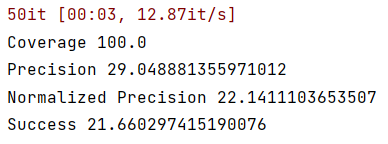 50it [00:03, 12.87it/s]
Coverage 100.0
Precision 29.048881355971012
Normalized Precision 22.1411103653507
Success 21.660297415190076